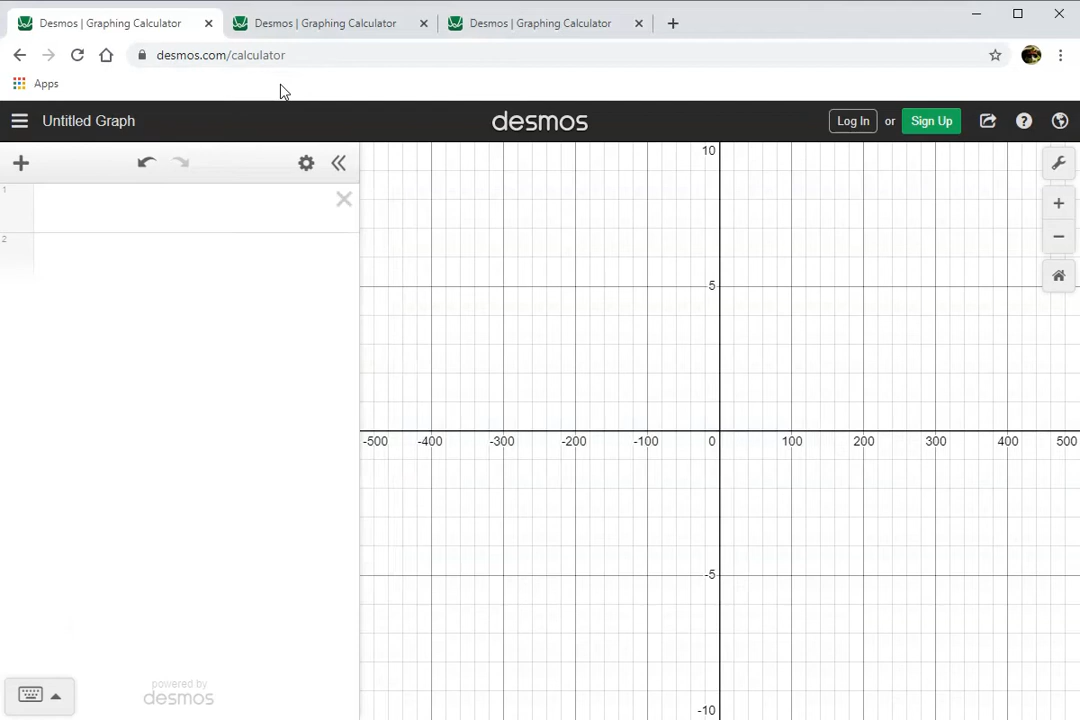 Desmos | Graphing Calculator
Desmos | Graphing Calculator
Desmos | Graphing Calculator
desmos.com/calculator
Apps
Untitled Graph
desmos
Log In or Sign Up
1
2
10
5
-500 -400 -300 -200 -100 0 100 200 300 400 500
-5
-10
powered by
desmos